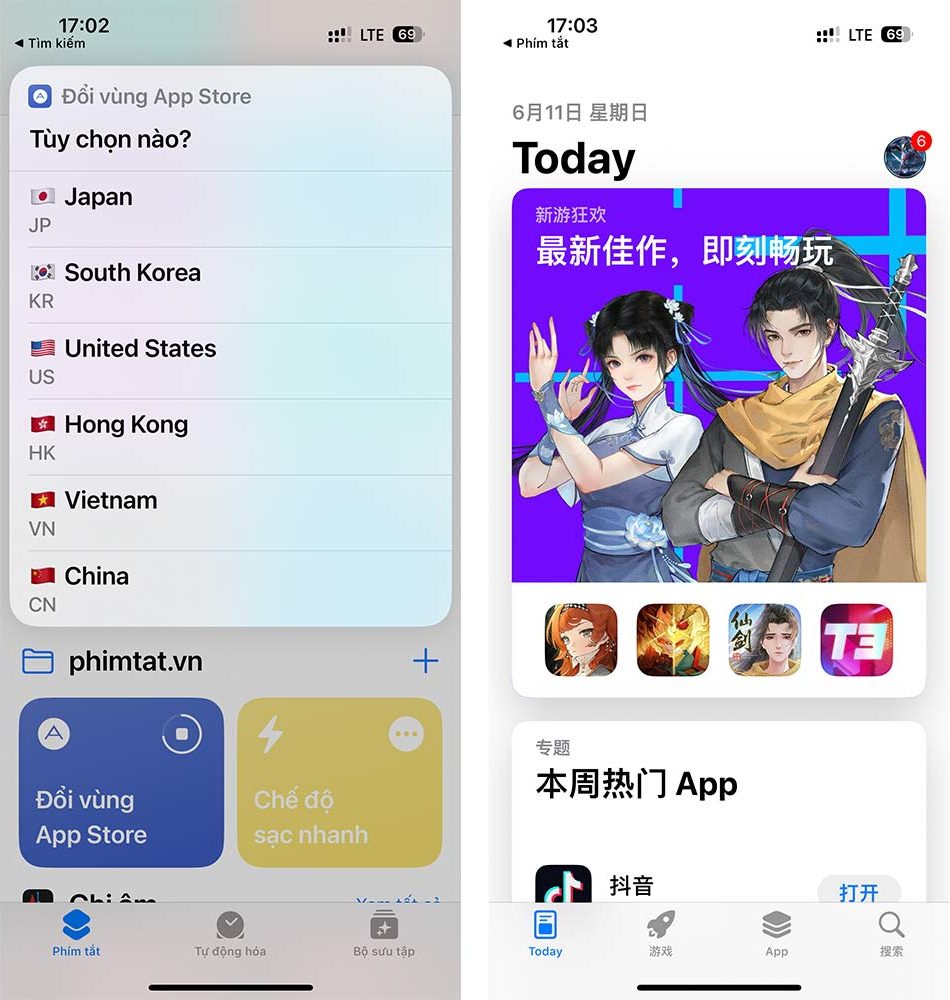 17:02
◀ Tìm kiếm
LTE 69
Đổi vùng App Store
Tùy chọn nào?
🇯🇵 Japan
JP
🇰🇷 South Korea
KR
🇺🇸 United States
US
🇭🇰 Hong Kong
HK
🇻🇳 Vietnam
VN
🇨🇳 China
CN
phimtat.vn
Đổi vùng
App Store
Chế độ
sạc nhanh
Ghi âm
Xem tất cả
Phím tắt
Tự động hóa
Bộ sưu tập
17:03
◀ Phím tắt
LTE 69
6月11日 星期日
Today
6
新游狂欢
最新佳作，即刻畅玩
仙剑
T3
专题
本周热门 App
抖音
打开
Today
游戏
App
搜索